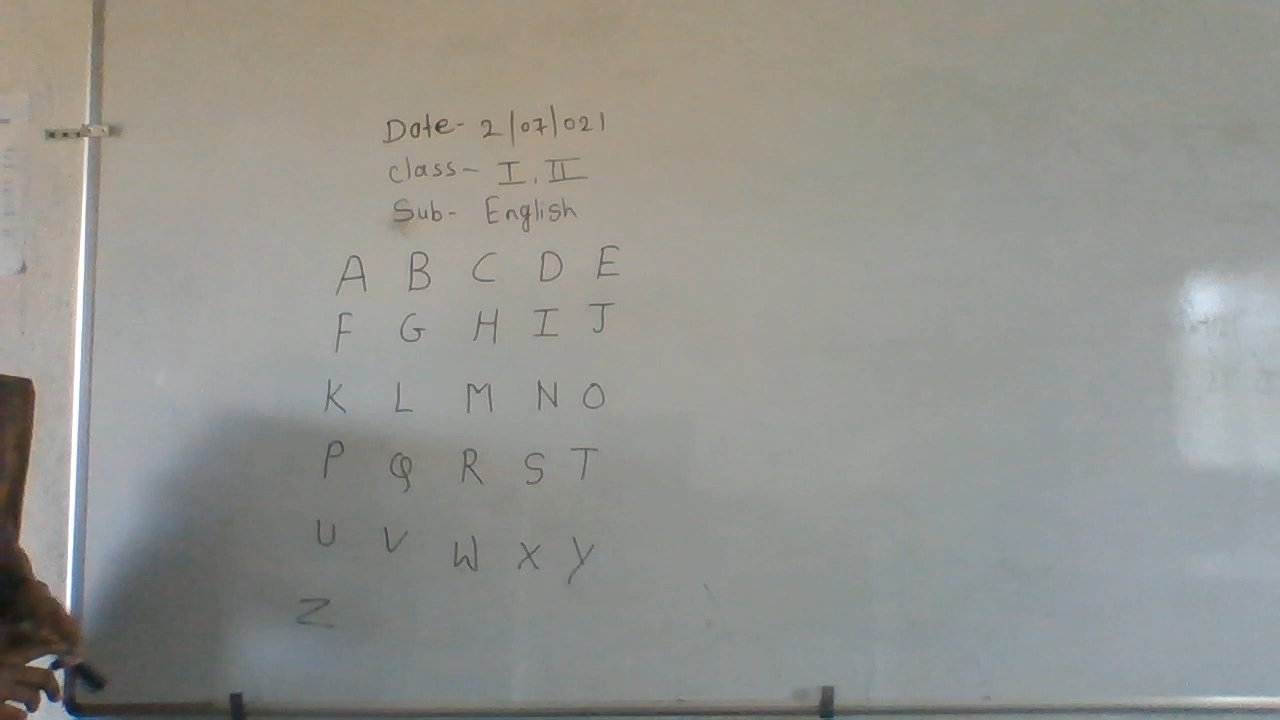 Date- 2/07/021
class- I, II
Sub- English
A B C D E
F G H I J
K L M N O
P Q R S T
U V W X Y
Z